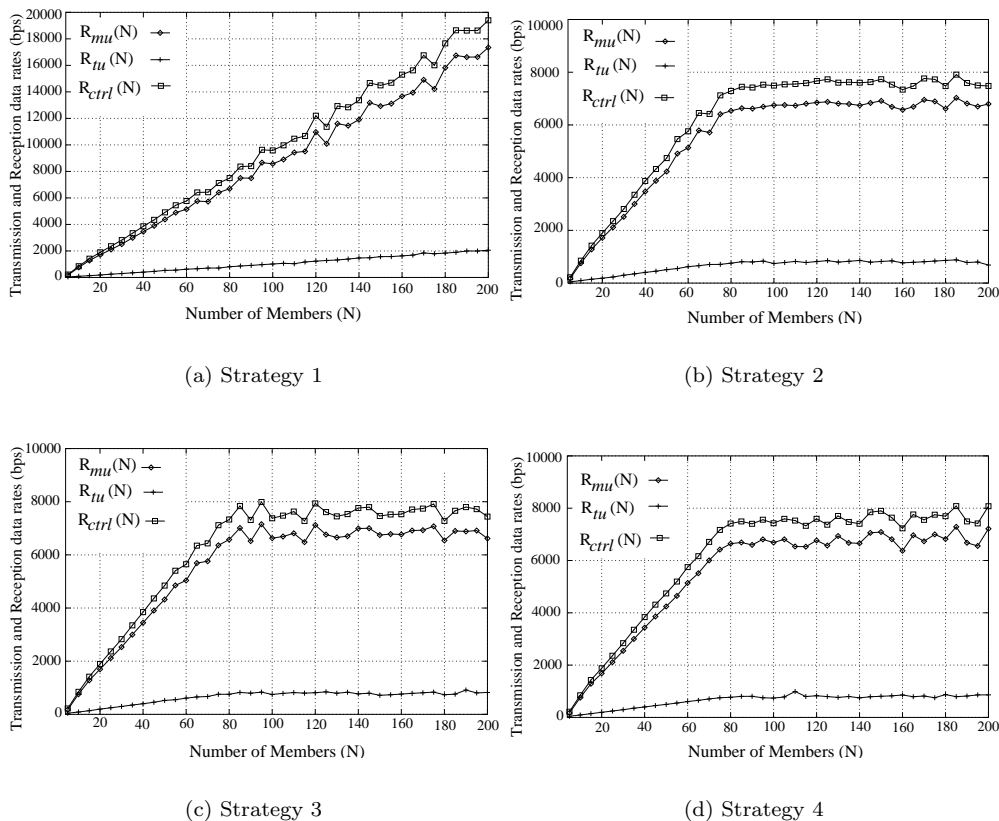 Transmission and Reception data rates (bps)
20000
18000
16000
14000
12000
10000
8000
6000
4000
2000
0
R_mu(N)
R_tu(N)
R_ctrl(N)
20 40 60 80 100 120 140 160 180 200
Number of Members (N)
(a) Strategy 1
Transmission and Reception data rates (bps)
10000
8000
6000
4000
2000
0
R_mu(N)
R_tu(N)
R_ctrl(N)
20 40 60 80 100 120 140 160 180 200
Number of Members (N)
(b) Strategy 2
Transmission and Reception data rates (bps)
10000
8000
6000
4000
2000
0
R_mu(N)
R_tu(N)
R_ctrl(N)
20 40 60 80 100 120 140 160 180 200
Number of Members (N)
(c) Strategy 3
Transmission and Reception data rates (bps)
10000
8000
6000
4000
2000
0
R_mu(N)
R_tu(N)
R_ctrl(N)
20 40 60 80 100 120 140 160 180 200
Number of Members (N)
(d) Strategy 4